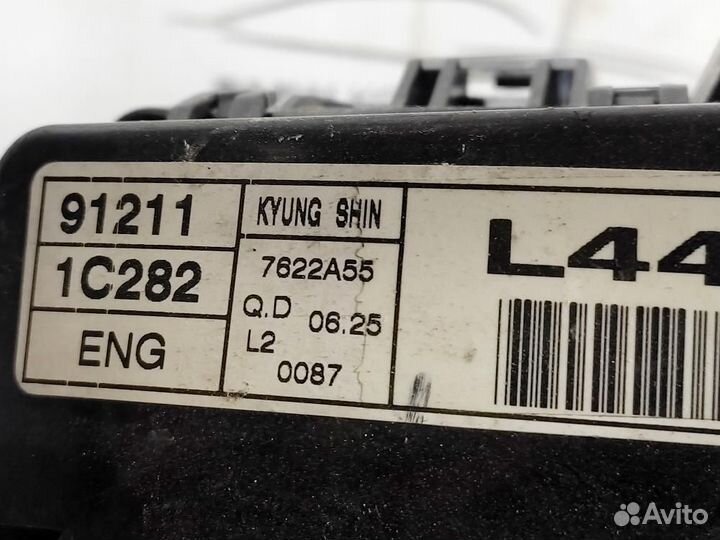 91211
1C282
ENG
KYUNG SHIN
7622A55
Q.D 06.25
L2
0087
L44
Avito